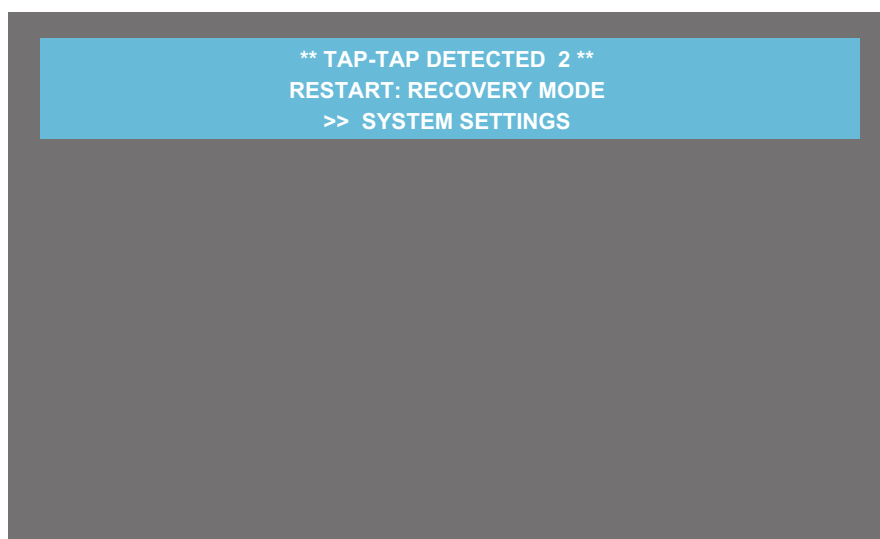 ** TAP-TAP DETECTED  2 **
RESTART: RECOVERY MODE
>>  SYSTEM SETTINGS